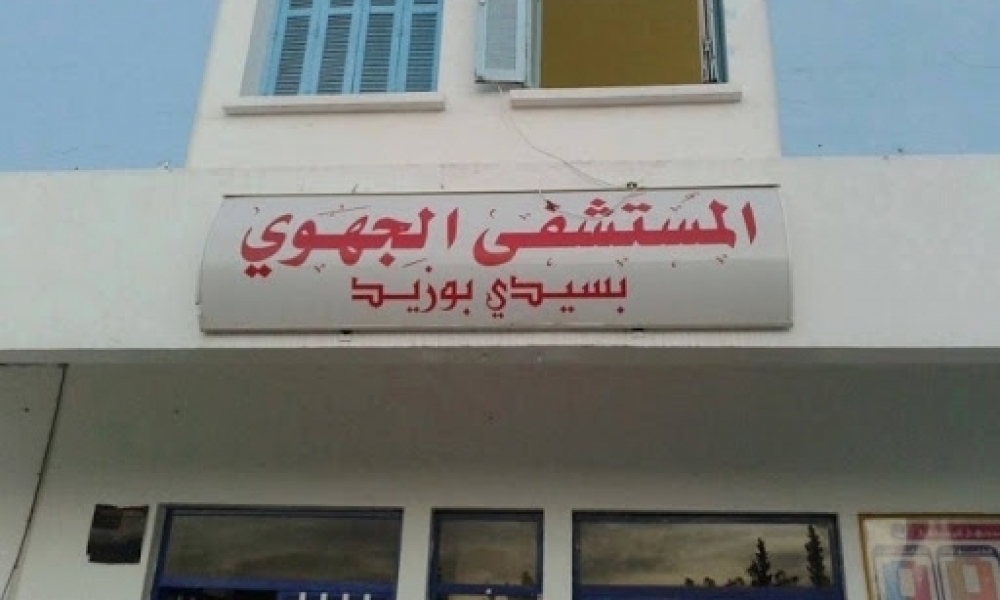 المستشفى الجهوي
بسيدي بوزيد